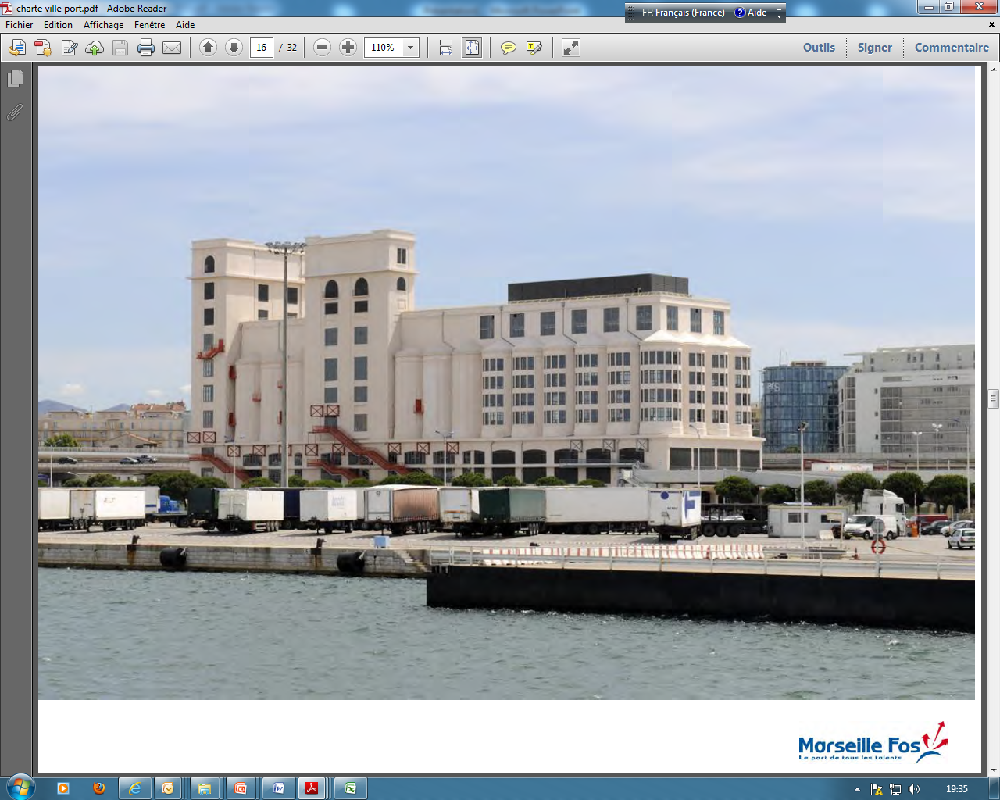 charte ville port.pdf - Adobe Reader
FR Français (France) ? Aide
Fichier Edition Affichage Fenêtre Aide
16 / 32 110% Outils Signer Commentaire
Marseille Fos
Le port de tous les talents
19:35